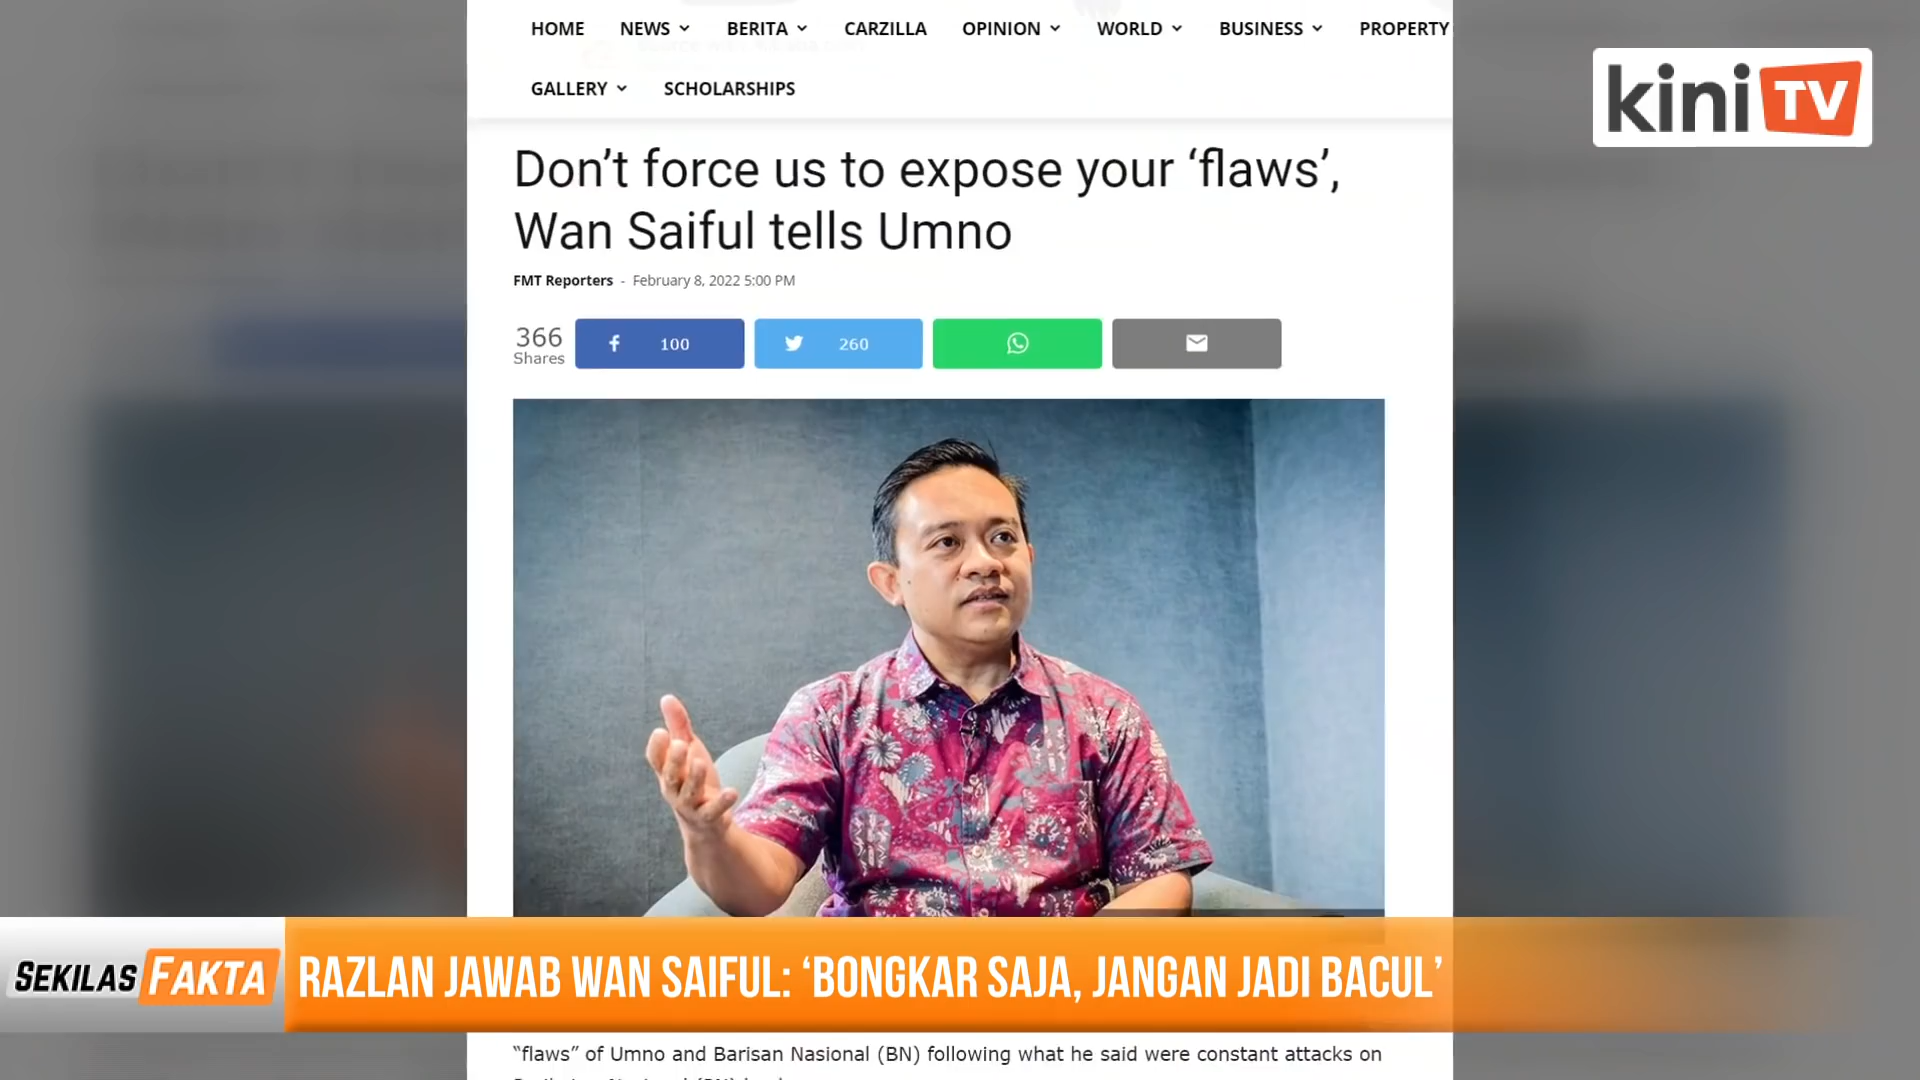 HOME NEWS BERITA CARZILLA OPINION WORLD BUSINESS PROPERTY
GALLERY SCHOLARSHIPS
kini TV
Don’t force us to expose your ‘flaws’,
Wan Saiful tells Umno
FMT Reporters - February 8, 2022 5:00 PM
366
Shares
100
260
SEKILAS FAKTA
RAZLAN JAWAB WAN SAIFUL: ‘BONGKAR SAJA, JANGAN JADI BACUL’
“flaws” of Umno and Barisan Nasional (BN) following what he said were constant attacks on